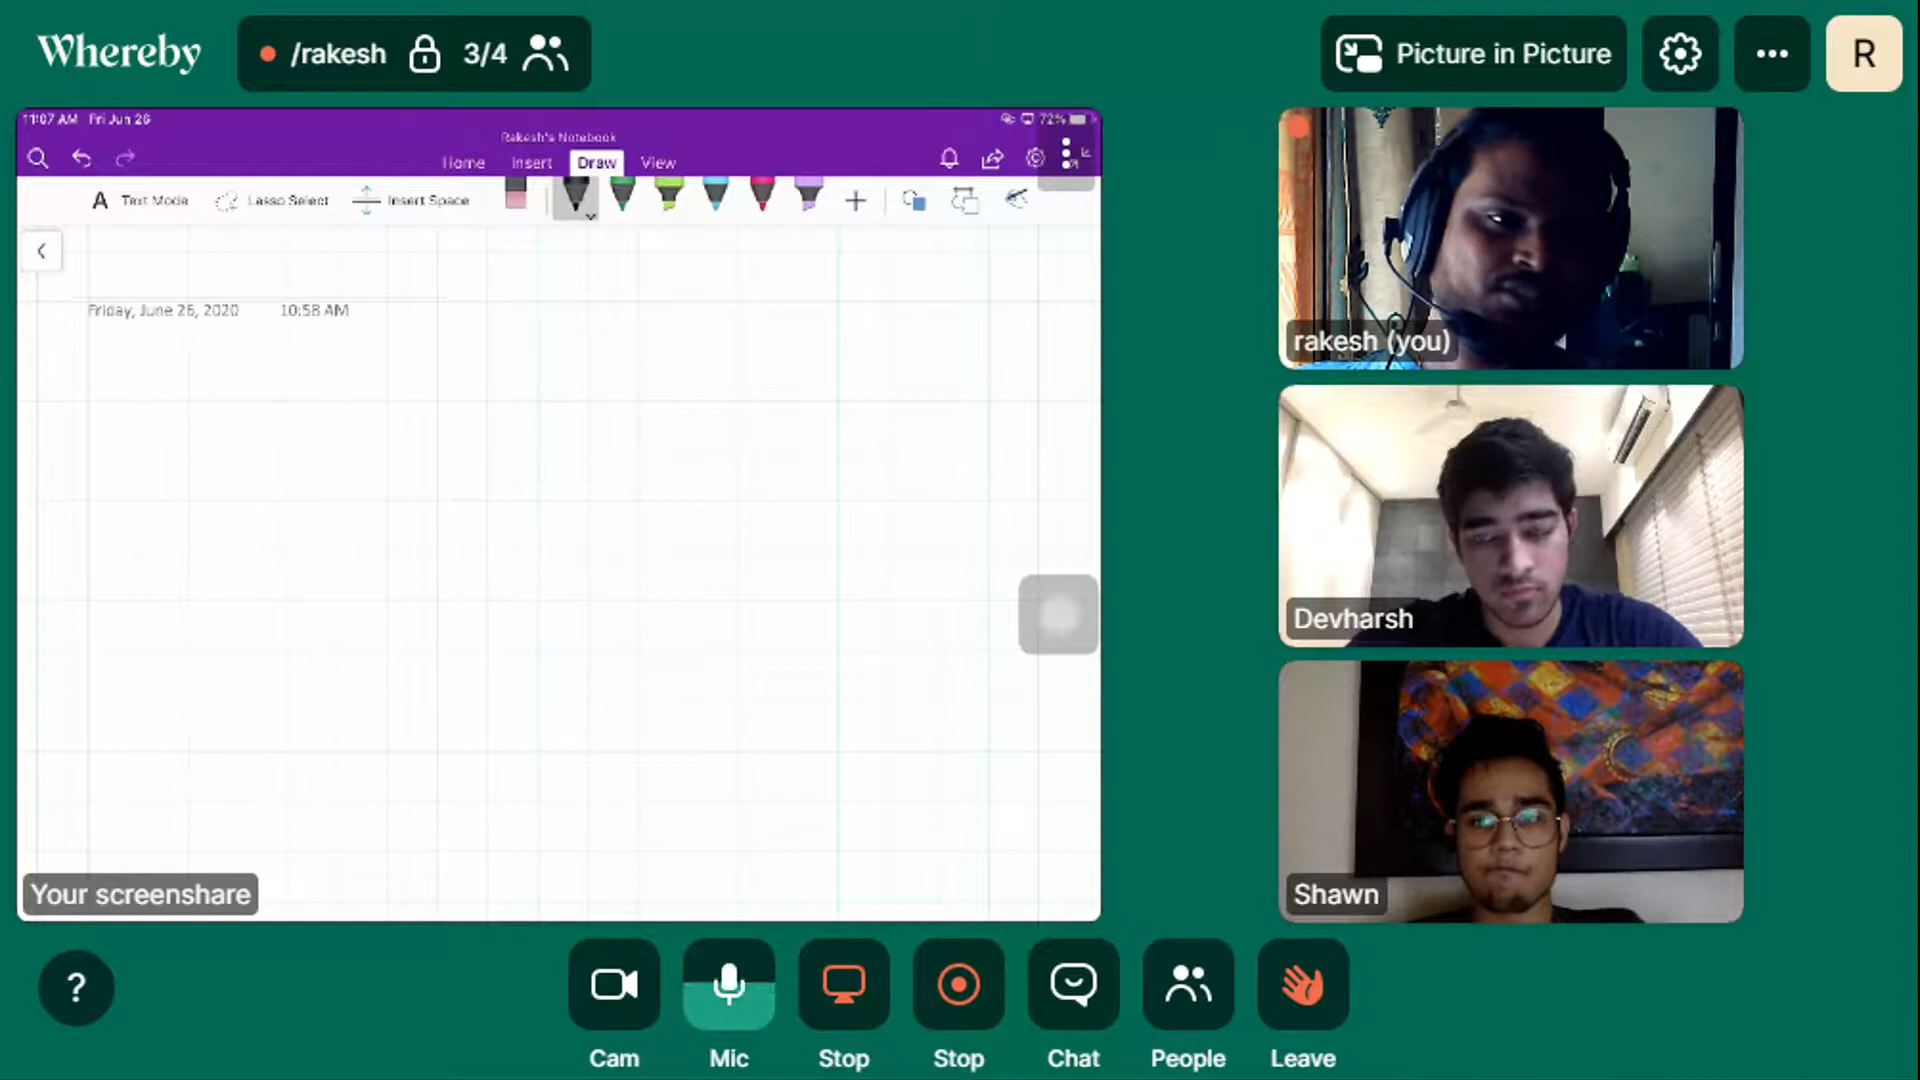 Whereby
/rakesh 3/4
Picture in Picture
R
11:07 AM Fri Jun 26
72%
Rakesh's Notebook
Home Insert Draw View
A Text Mode Lasso Select Insert Space
Friday, June 26, 2020 10:58 AM
rakesh (you)
Devharsh
Shawn
Your screenshare
?
Cam Mic Stop Stop Chat People Leave